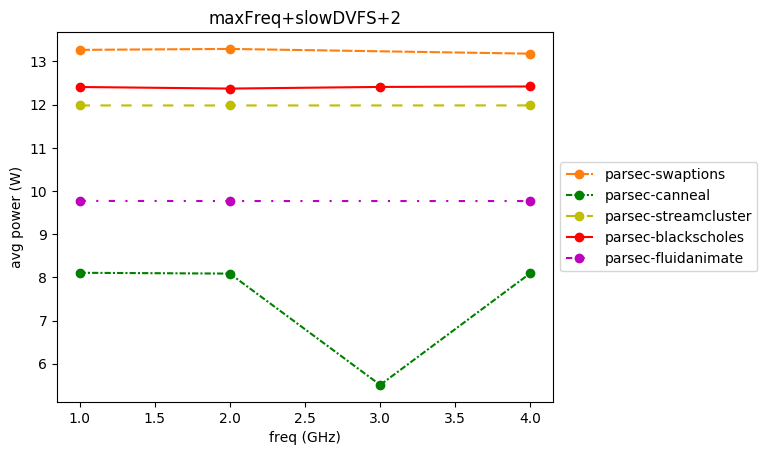 maxFreq+slowDVFS+2
avg power (W)
13
12
11
10
9
8
7
6
1.0 1.5 2.0 2.5 3.0 3.5 4.0
freq (GHz)
parsec-swaptions
parsec-canneal
parsec-streamcluster
parsec-blackscholes
parsec-fluidanimate